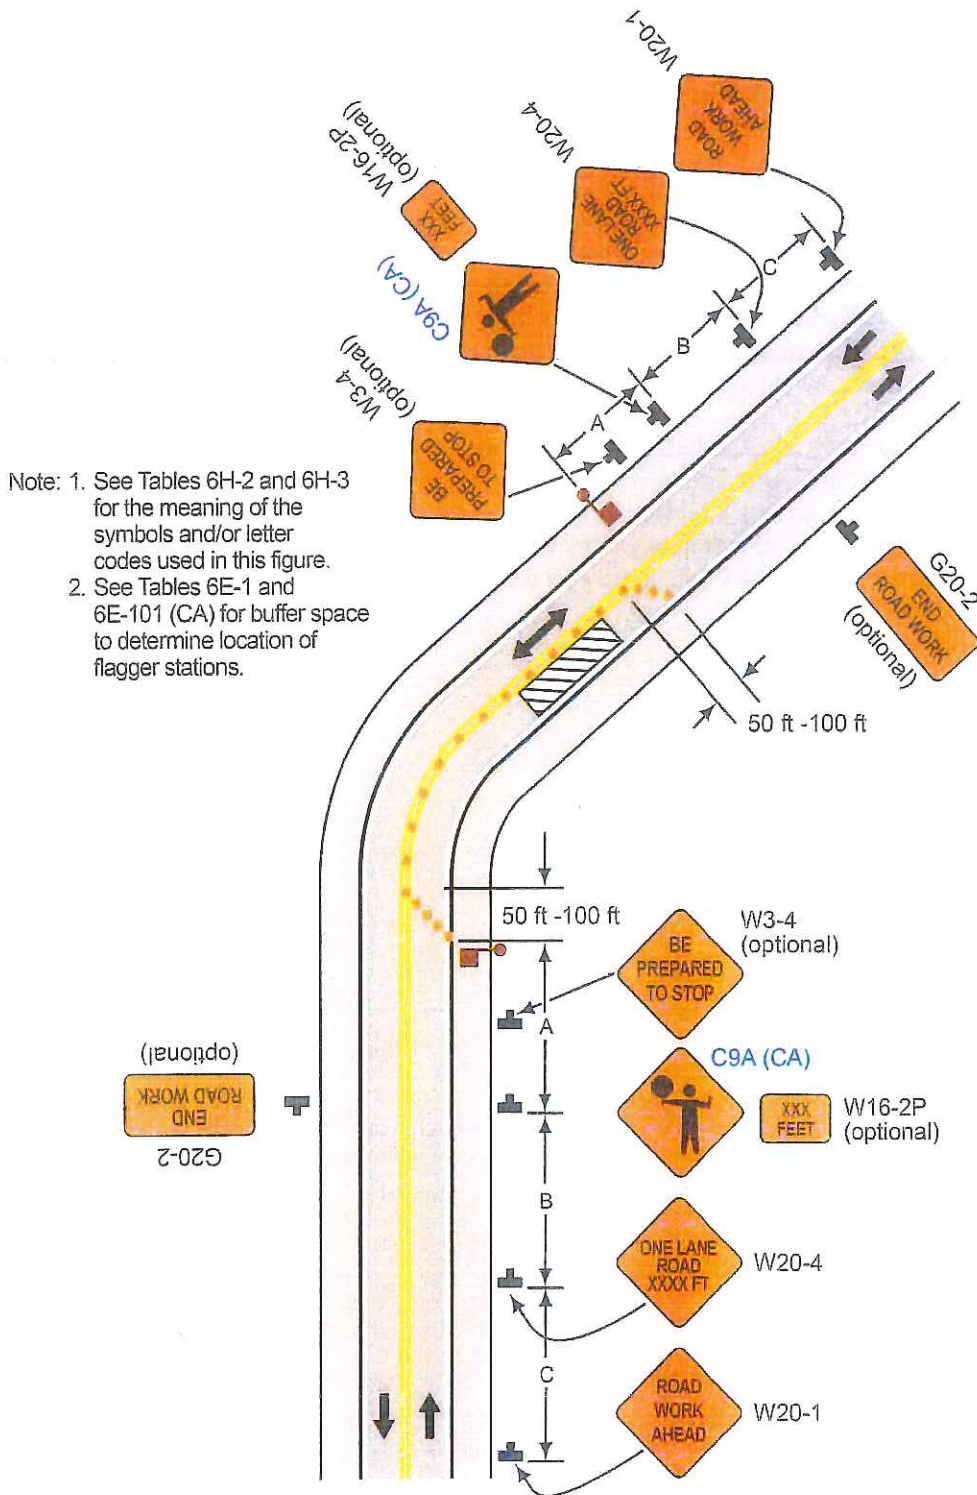 W20-1
ROAD
WORK
AHEAD
W20-4
ONE LANE
ROAD
XXXX FT
W16-2P
(optional)
XXX
FEET
C9A (CA)
W3-4
(optional)
BE
PREPARED
TO STOP
C
B
A
Note: 1. See Tables 6H-2 and 6H-3
for the meaning of the
symbols and/or letter
codes used in this figure.
2. See Tables 6E-1 and
6E-101 (CA) for buffer space
to determine location of
flagger stations.
G20-2
END
ROAD WORK
(optional)
50 ft -100 ft
50 ft -100 ft
W3-4
(optional)
BE
PREPARED
TO STOP
A
C9A (CA)
XXX
FEET
W16-2P
(optional)
(optional)
END
ROAD WORK
G20-2
B
ONE LANE
ROAD
XXXX FT
W20-4
C
ROAD
WORK
AHEAD
W20-1